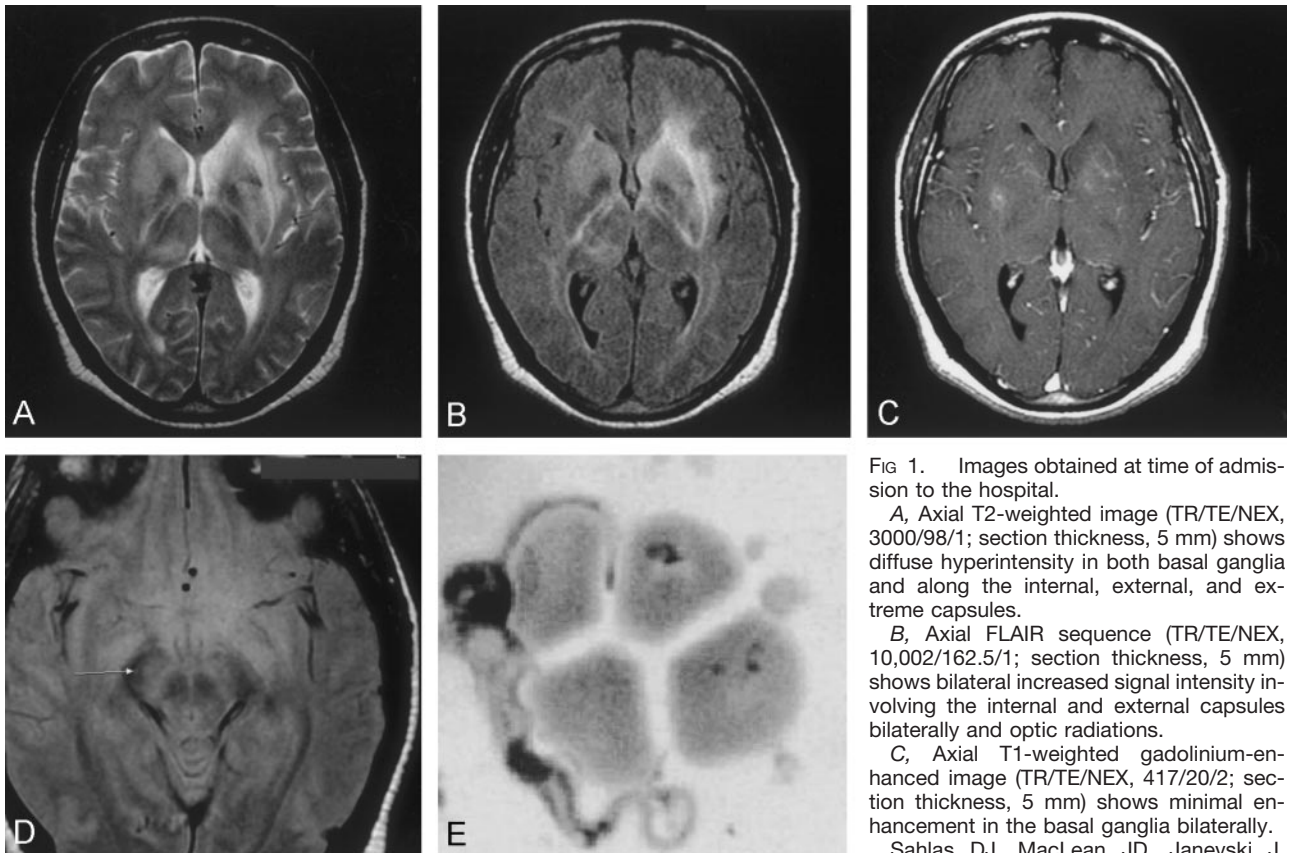 A
B
C
D
E
FIG 1. Images obtained at time of admis-
sion to the hospital.
A, Axial T2-weighted image (TR/TE/NEX,
3000/98/1; section thickness, 5 mm) shows
diffuse hyperintensity in both basal ganglia
and along the internal, external, and ex-
treme capsules.
B, Axial FLAIR sequence (TR/TE/NEX,
10,002/162.5/1; section thickness, 5 mm)
shows bilateral increased signal intensity in-
volving the internal and external capsules
bilaterally and optic radiations.
C, Axial T1-weighted gadolinium-en-
hanced image (TR/TE/NEX, 417/20/2; sec-
tion thickness, 5 mm) shows minimal en-
hancement in the basal ganglia bilaterally.
Sahlas DJ, MacLean JD, Janevski J,